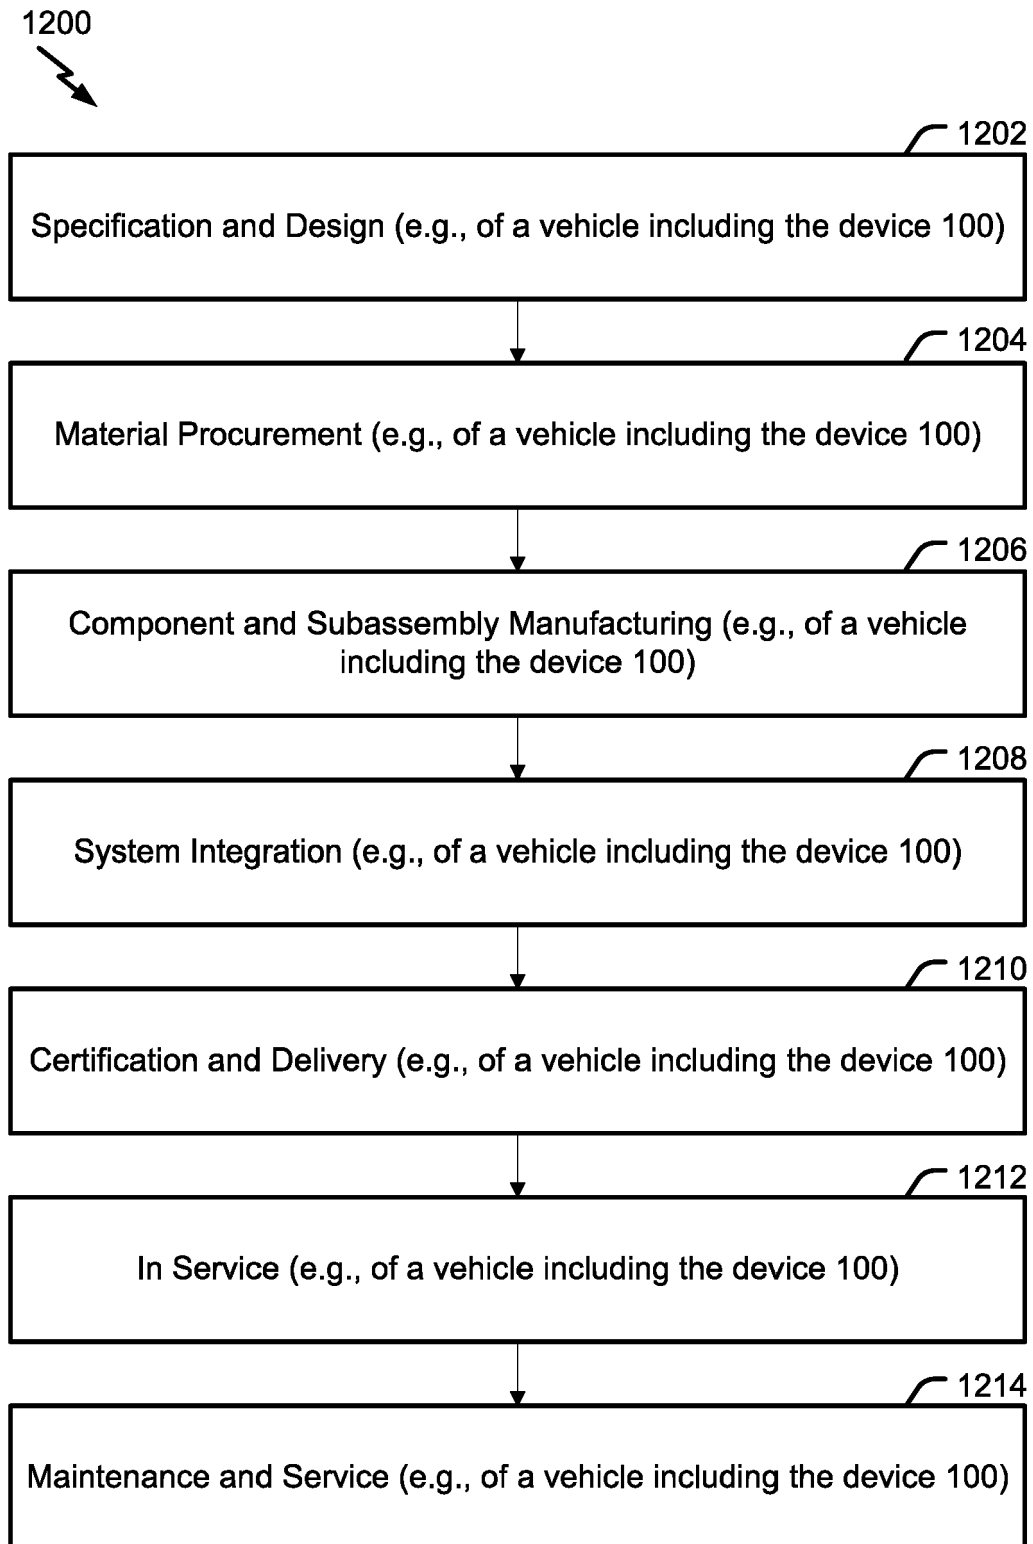 1200
1202
Specification and Design (e.g., of a vehicle including the device 100)
1204
Material Procurement (e.g., of a vehicle including the device 100)
1206
Component and Subassembly Manufacturing (e.g., of a vehicle
including the device 100)
1208
System Integration (e.g., of a vehicle including the device 100)
1210
Certification and Delivery (e.g., of a vehicle including the device 100)
1212
In Service (e.g., of a vehicle including the device 100)
1214
Maintenance and Service (e.g., of a vehicle including the device 100)